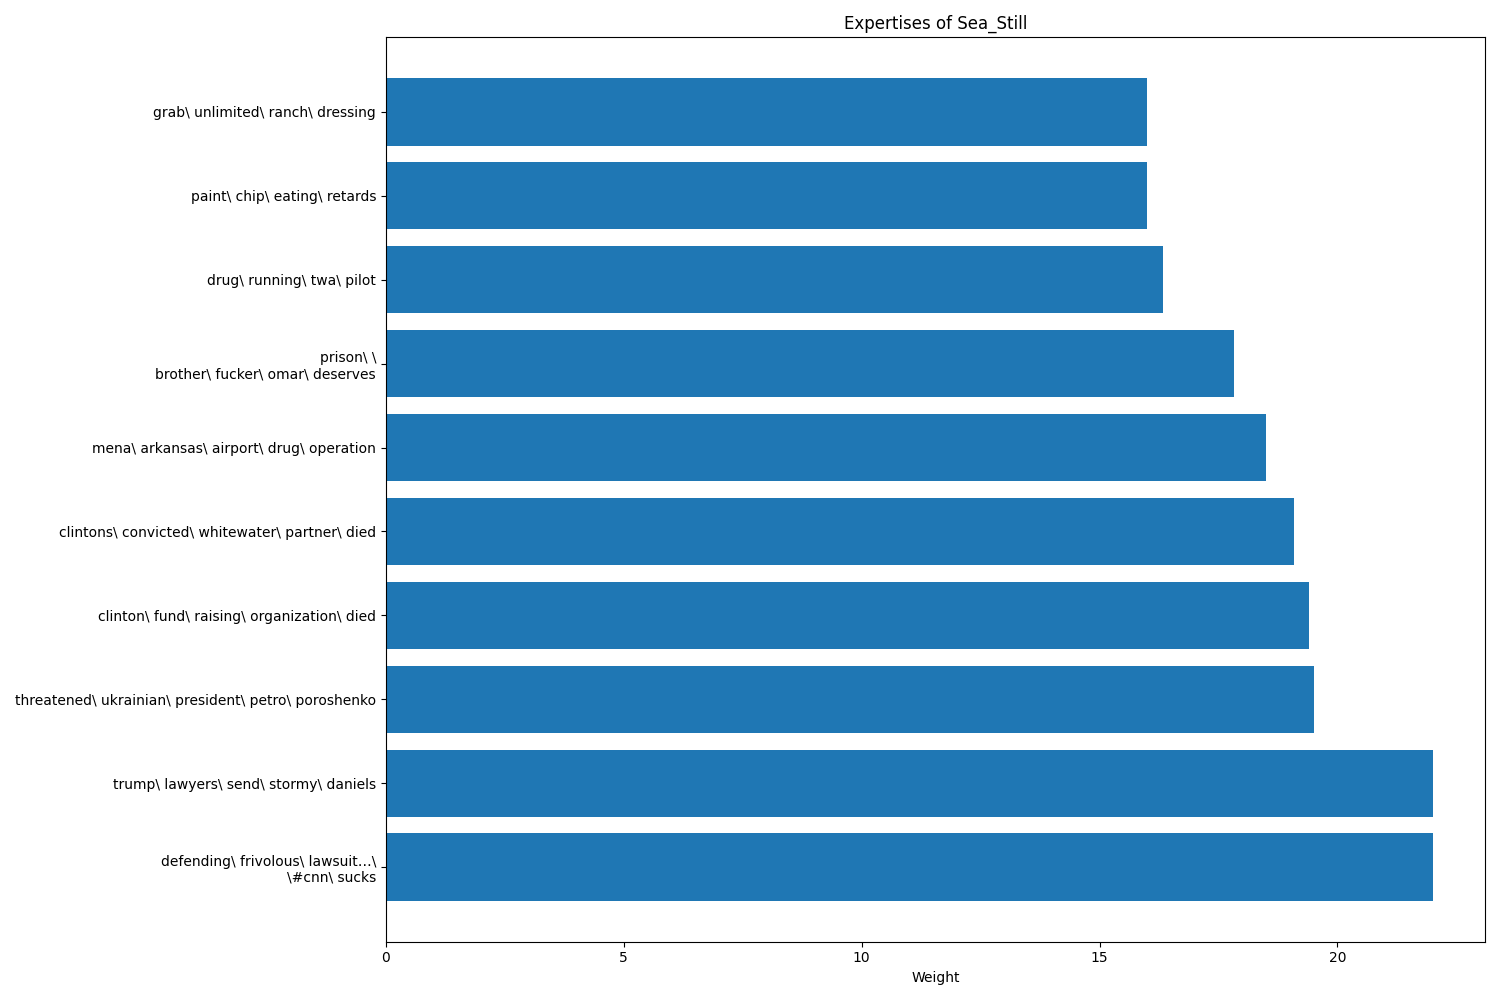 Expertises of Sea_Still
grab\ unlimited\ ranch\ dressing
paint\ chip\ eating\ retards
drug\ running\ twa\ pilot
prison\ \
brother\ fucker\ omar\ deserves
mena\ arkansas\ airport\ drug\ operation
clintons\ convicted\ whitewater\ partner\ died
clinton\ fund\ raising\ organization\ died
threatened\ ukrainian\ president\ petro\ poroshenko
trump\ lawyers\ send\ stormy\ daniels
defending\ frivolous\ lawsuit…\
\#cnn\ sucks
0 5 10 15 20
Weight